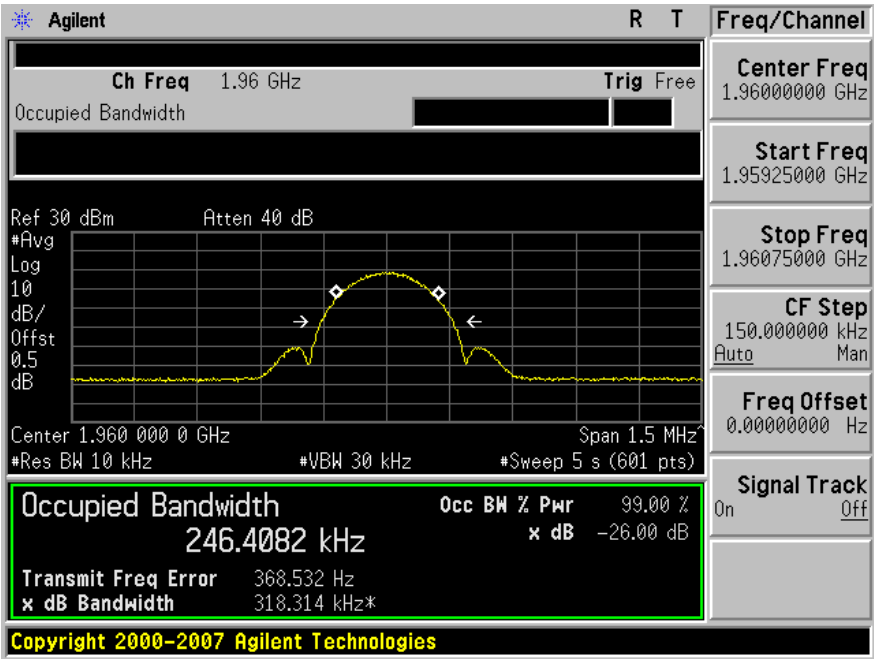 Agilent R T Freq/Channel
Ch Freq 1.96 GHz Trig Free
Occupied Bandwidth
Center Freq
1.96000000 GHz
Start Freq
1.95925000 GHz
Stop Freq
1.96075000 GHz
CF Step
150.000000 kHz
Auto Man
Freq Offset
0.00000000 Hz
Signal Track
On Off
Ref 30 dBm Atten 40 dB
#Avg
Log
10
dB/
Offst
0.5
dB
Center 1.960 000 0 GHz Span 1.5 MHz^
#Res BW 10 kHz #VBW 30 kHz #Sweep 5 s (601 pts)
Occupied Bandwidth Occ BW % Pwr 99.00 %
246.4082 kHz x dB -26.00 dB
Transmit Freq Error 368.532 Hz
x dB Bandwidth 318.314 kHz*
Copyright 2000-2007 Agilent Technologies